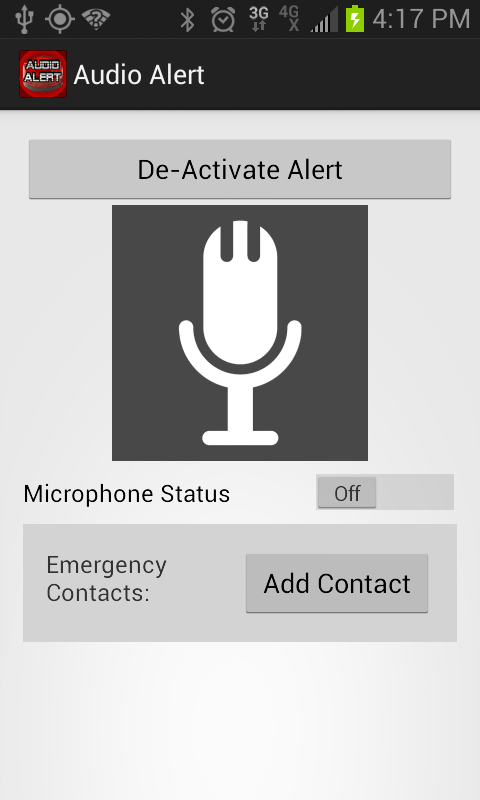 3G 4G X 4:17 PM
AUDIO ALERT Audio Alert
De-Activate Alert
Microphone Status Off
Emergency
Contacts:
Add Contact